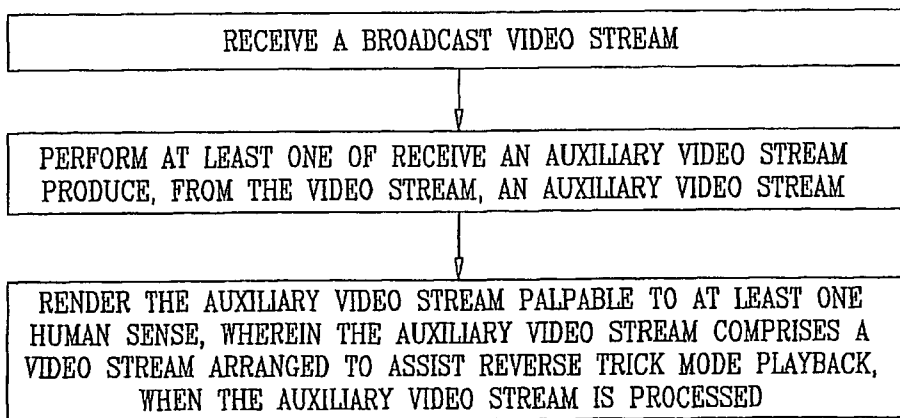 RECEIVE A BROADCAST VIDEO STREAM
PERFORM AT LEAST ONE OF RECEIVE AN AUXILIARY VIDEO STREAM
PRODUCE, FROM THE VIDEO STREAM, AN AUXILIARY VIDEO STREAM
RENDER THE AUXILIARY VIDEO STREAM PALPABLE TO AT LEAST ONE
HUMAN SENSE, WHEREIN THE AUXILIARY VIDEO STREAM COMPRISES A
VIDEO STREAM ARRANGED TO ASSIST REVERSE TRICK MODE PLAYBACK,
WHEN THE AUXILIARY VIDEO STREAM IS PROCESSED